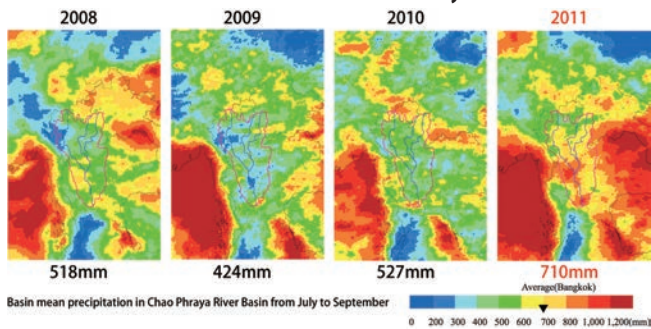 2008 2009 2010 2011
518mm 424mm 527mm 710mm
Average(Bangkok)
Basin mean precipitation in Chao Phraya River Basin from July to September
0 200 300 400 500 600 700 800 1,000 1,200(mm)